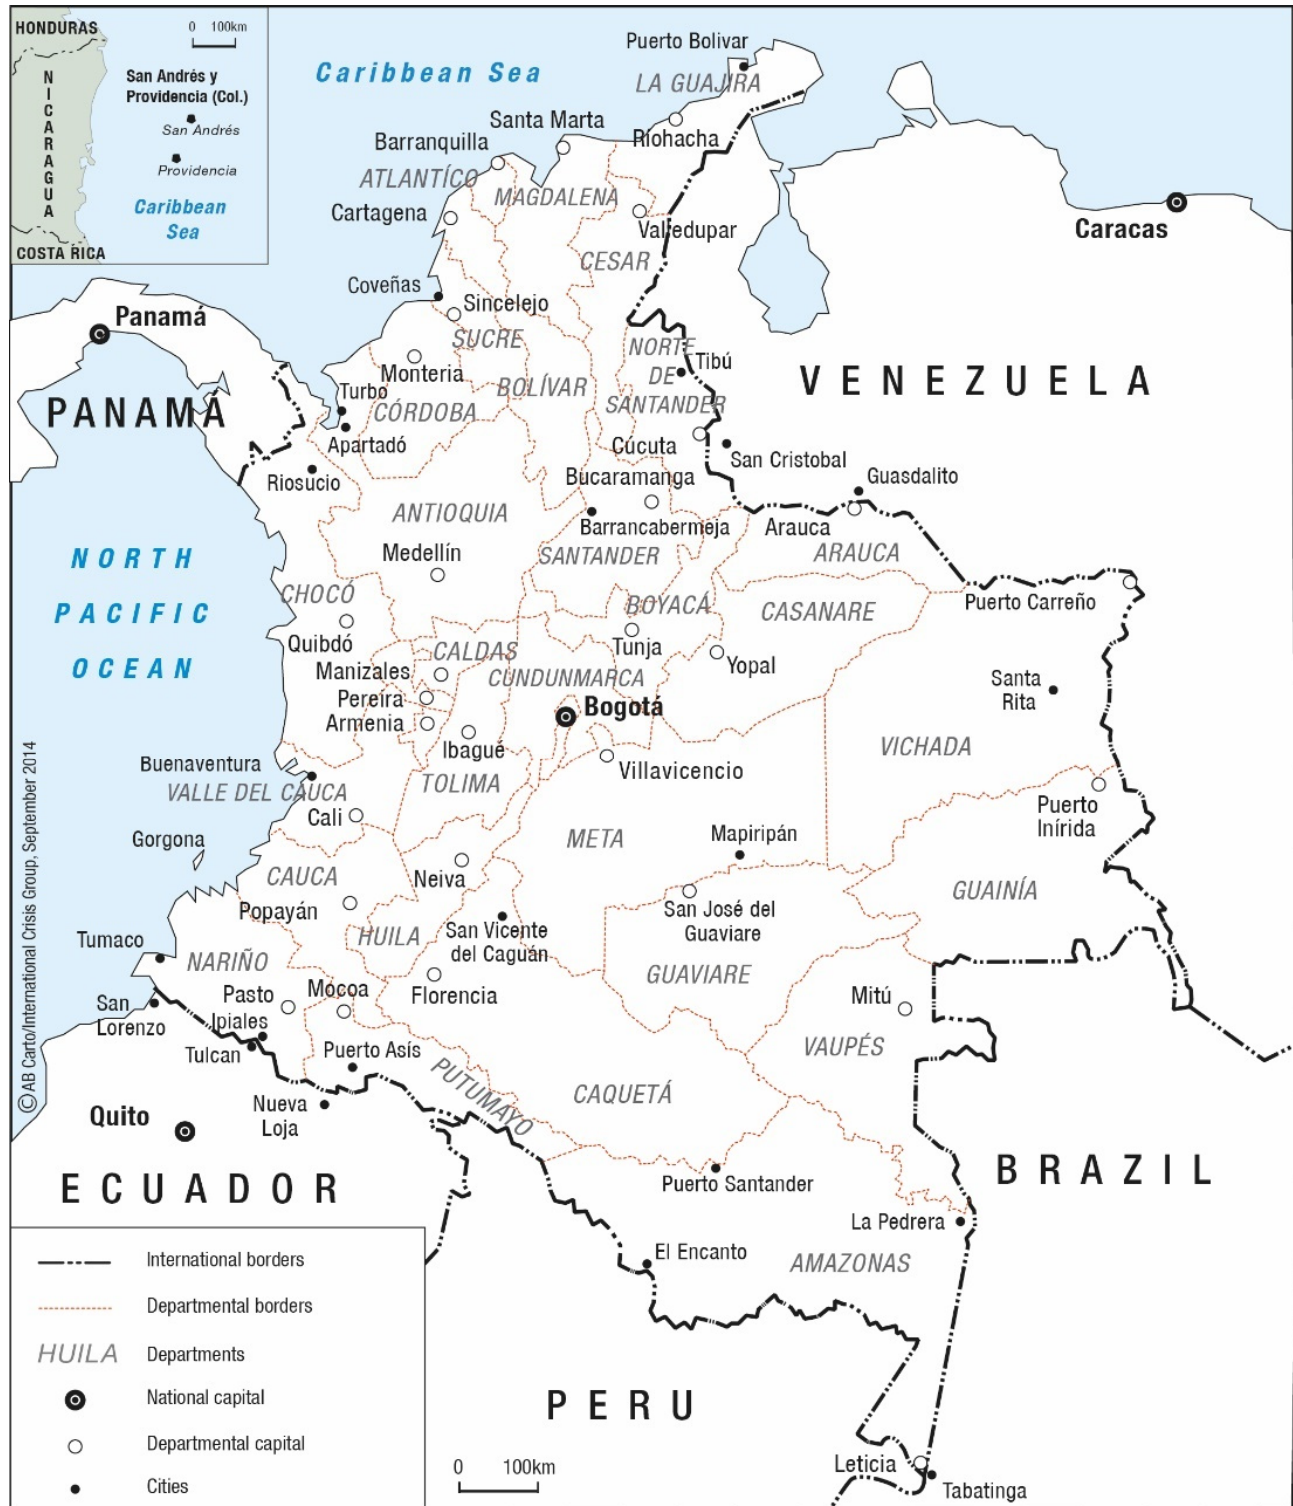 HONDURAS
0 100km
NICARAGUA
San Andrés y
Providencia (Col.)
San Andrés
Providencia
Caribbean
Sea
COSTA RICA
Caribbean Sea
Puerto Bolivar
LA GUAJIRA
Santa Marta
Ríohacha
Barranquilla
ATLANTÍCO
MAGDALENA
Cartagena
Valledupar
Caracas
CESAR
Coveñas
Sincelejo
Panamá
SUCRE
NORTE
DE
SANTANDER
Tibú
Monteria
BOLÍVAR
VENEZUELA
Turbo
CÓRDOBA
PANAMÁ
Apartadó
Cúcuta
San Cristobal
Riosucio
Bucaramanga
Guasdalito
ANTIOQUIA
Barrancabermeja
Arauca
NORTH
PACIFIC
OCEAN
Medellín
SANTANDER
ARAUCA
CHOCÓ
BOYACÁ
CASANARE
Puerto Carreño
Quibdó
Tunja
CALDAS
Manizales
CUNDUNMARCA
Yopal
Santa
Rita
Pereira
Bogotá
Armenia
Ibagué
VICHADA
Buenaventura
Villavicencio
VALLE DEL CAUCA
TOLIMA
Cali
Puerto
Inírida
Gorgona
META
Mapiripán
CAUCA
Neiva
GUAINÍA
Popayán
San José del
Guaviare
HUILA
San Vicente
del Caguán
Tumaco
NARIÑO
GUAVIARE
Pasto
Mocoa
Florencia
Mitú
San
Lorenzo
Ipiales
Tulcan
VAUPÉS
Puerto Asís
PUTUMAYO
CAQUETÁ
Nueva
Loja
Quito
ECUADOR
BRAZIL
Puerto Santander
La Pedrera
El Encanto
AMAZONAS
PERU
Leticia
Tabatinga
0 100km
International borders
Departmental borders
HUILA Departments
National capital
Departmental capital
Cities
© AB Carto/International Crisis Group, September 2014